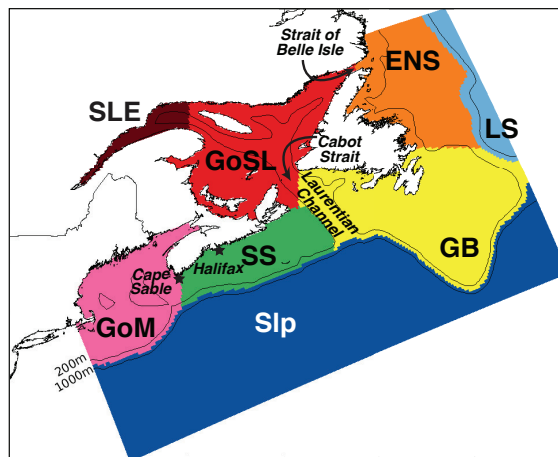 Strait of
Belle Isle
ENS
SLE
LS
Cabot
Strait
GoSL
Laurentian
Channel
GB
SS
Halifax
Cape
Sable
GoM
Slp
200m
1000m